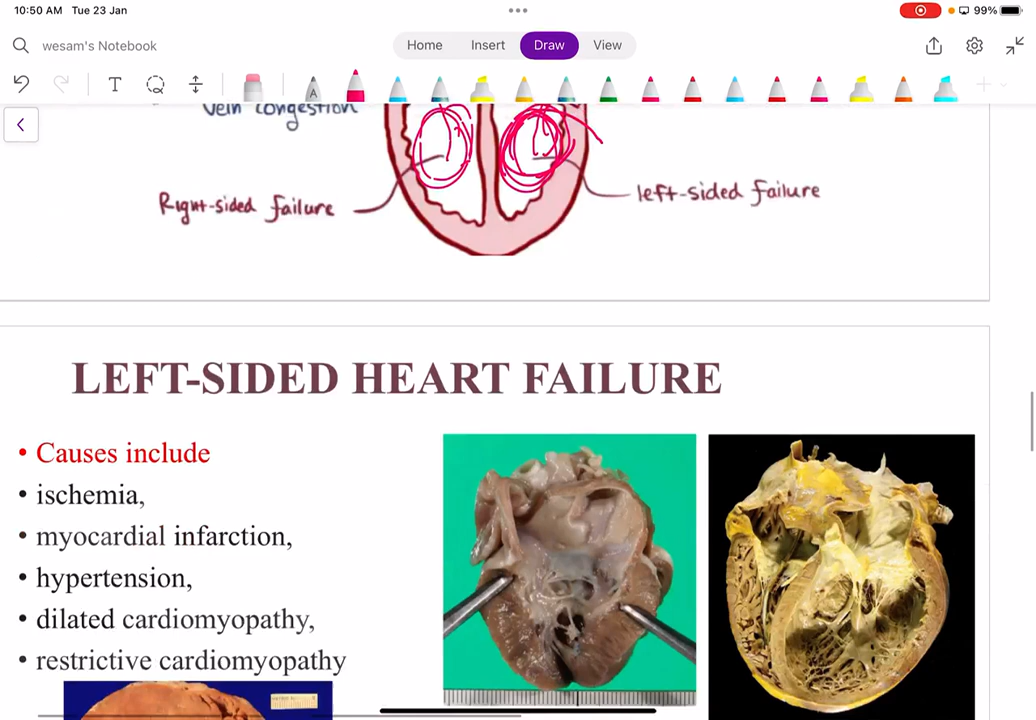 10:50 AM Tue 23 Jan
99%
wesam's Notebook
Home Insert Draw View
T
A
Vein congestion
Right-sided failure
left-sided failure
LEFT-SIDED HEART FAILURE
• Causes include
• ischemia,
• myocardial infarction,
• hypertension,
• dilated cardiomyopathy,
• restrictive cardiomyopathy